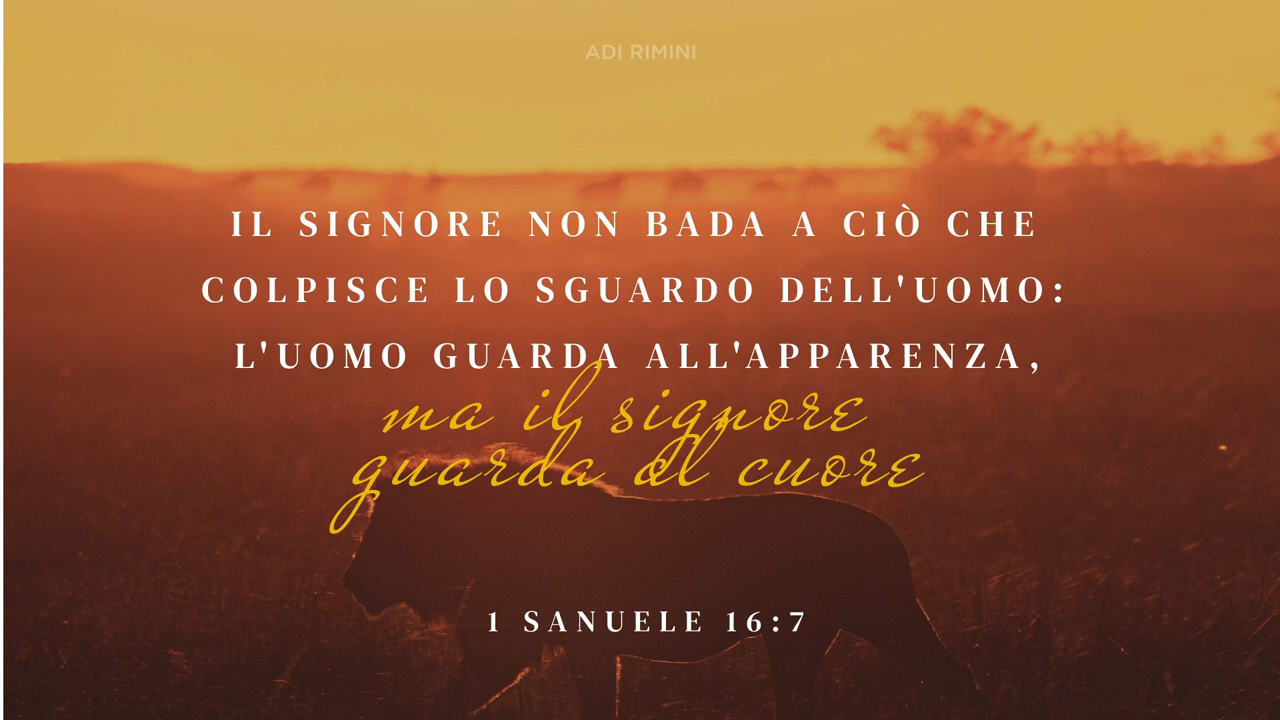 ADI RIMINI
IL SIGNORE NON BADA A CIÒ CHE
COLPISCE LO SGUARDO DELL'UOMO:
L'UOMO GUARDA ALL'APPARENZA,
ma il signore
guarda al cuore
1 SANUELE 16:7